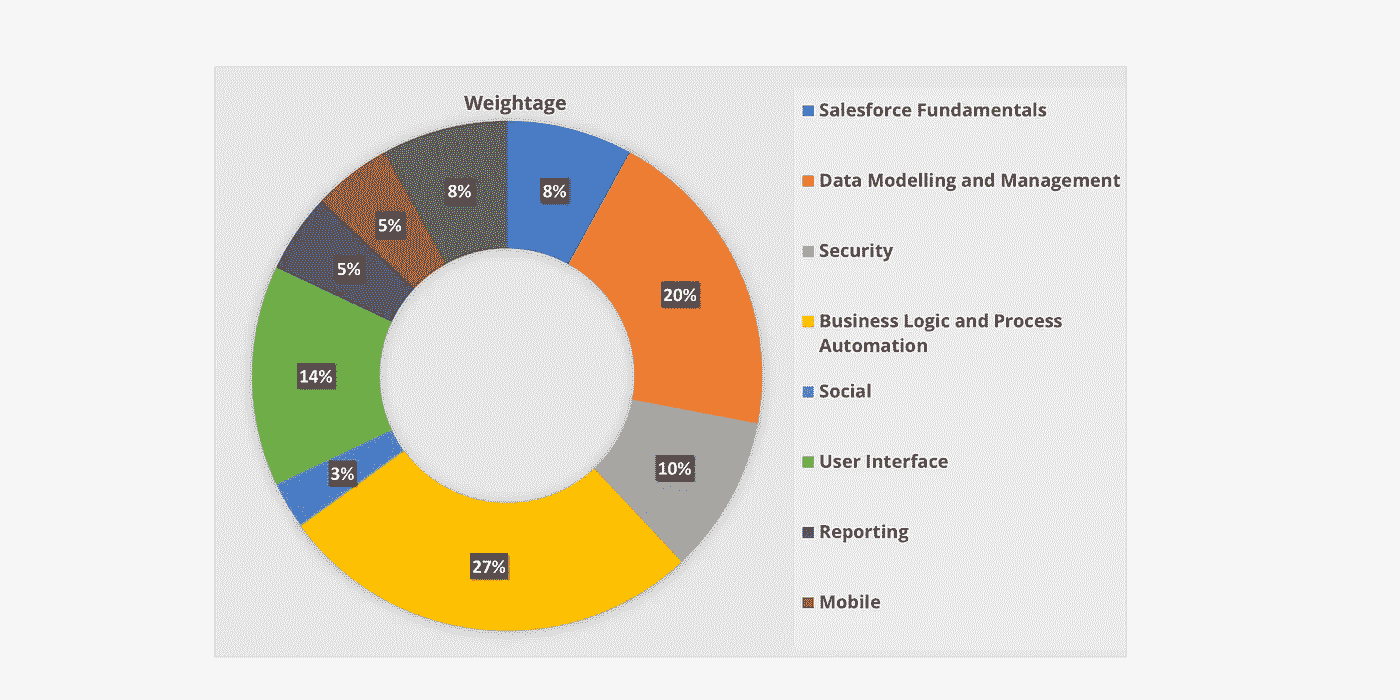 Weightage
8%
8%
5%
5%
20%
14%
10%
3%
27%
Salesforce Fundamentals
Data Modelling and Management
Security
Business Logic and Process
Automation
Social
User Interface
Reporting
Mobile